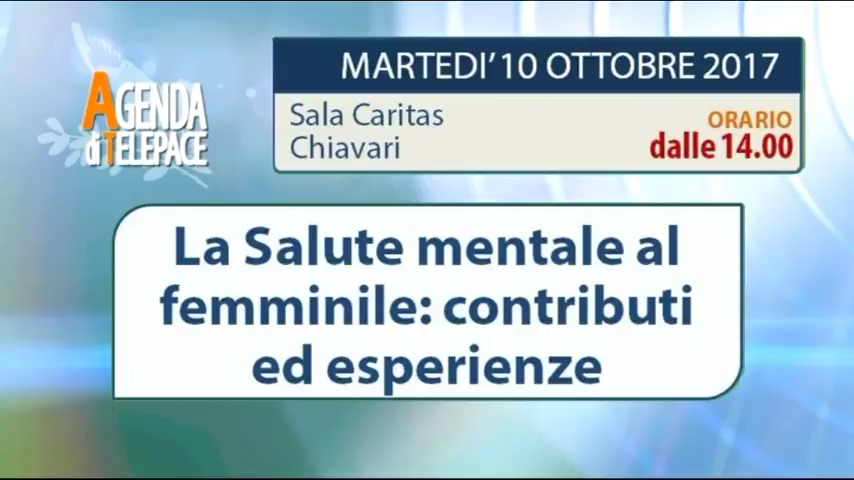 AGENDA
di TELEPACE
MARTEDI' 10 OTTOBRE 2017
Sala Caritas
Chiavari
ORARIO
dalle 14.00
La Salute mentale al
femminile: contributi
ed esperienze